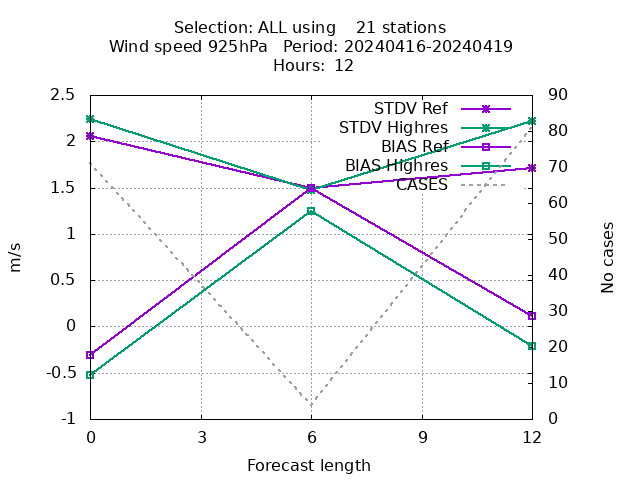 Selection: ALL using    21 stations
Wind speed 925hPa   Period: 20240416-20240419
Hours: 12
m/s
No cases
2.5
2
1.5
1
0.5
0
-0.5
-1
90
80
70
60
50
40
30
20
10
0
STDV Ref
STDV Highres
BIAS Ref
BIAS Highres
CASES
0 3 6 9 12
Forecast length